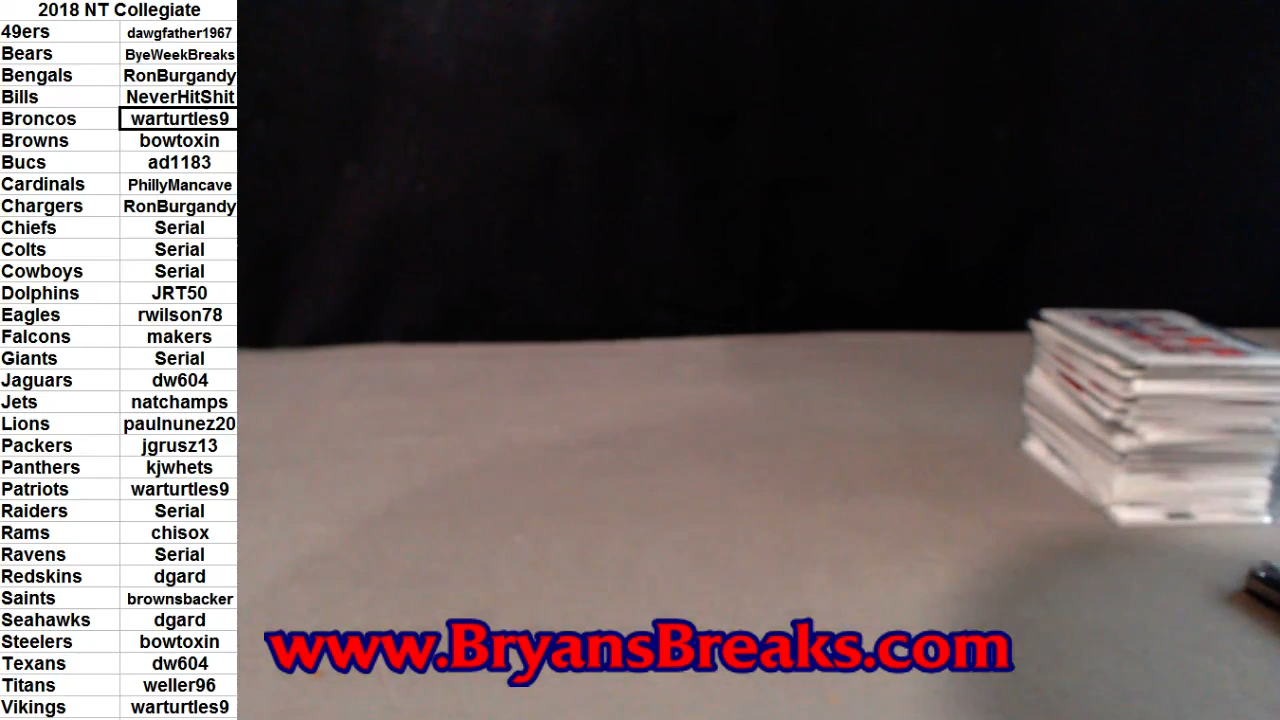 2018 NT Collegiate
49ers dawgfather1967
Bears ByeWeekBreaks
Bengals RonBurgandy
Bills NeverHitShit
Broncos warturtles9
Browns bowtoxin
Bucs ad1183
Cardinals PhillyMancave
Chargers RonBurgandy
Chiefs Serial
Colts Serial
Cowboys Serial
Dolphins JRT50
Eagles rwilson78
Falcons makers
Giants Serial
Jaguars dw604
Jets natchamps
Lions paulnunez20
Packers jgrusz13
Panthers kjwhets
Patriots warturtles9
Raiders Serial
Rams chisox
Ravens Serial
Redskins dgard
Saints brownsbacker
Seahawks dgard
Steelers bowtoxin
Texans dw604
Titans weller96
Vikings warturtles9
www.BryansBreaks.com